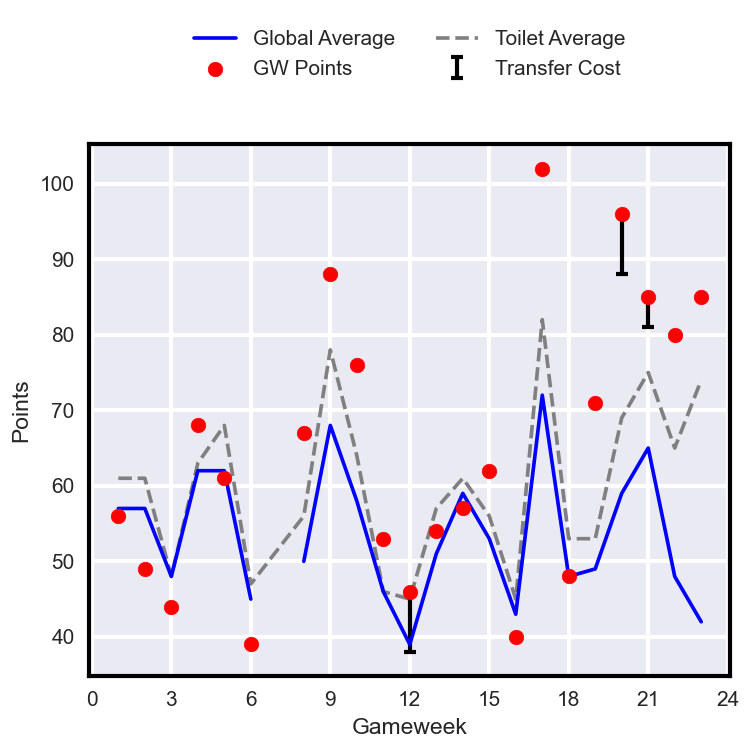 Global Average
GW Points
Toilet Average
Transfer Cost
100
90
80
70
60
50
40
Points
0 3 6 9 12 15 18 21 24
Gameweek